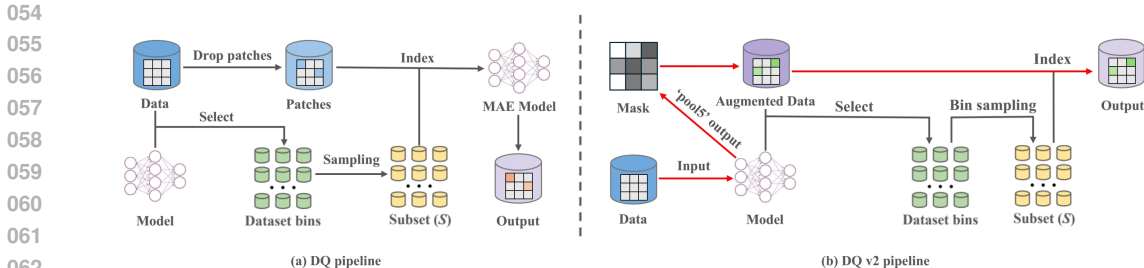 054
055
056
057
058
059
060
061
062
Drop patches
Index
Data
Patches
MAE Model
Select
Sampling
Model
Dataset bins
Subset (S)
Output
(a) DQ pipeline
Mask
Augmented Data
Index
Output
'pool5' output
Select
Bin sampling
Input
Data
Model
Dataset bins
Subset (S)
(b) DQ v2 pipeline